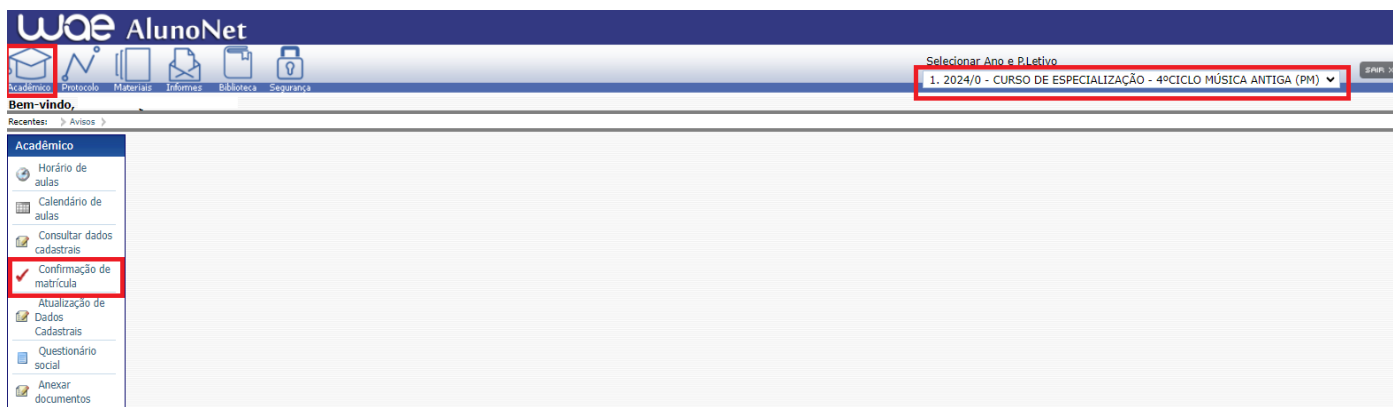 wae AlunoNet
Acadêmico Protocolo Materiais Informes Biblioteca Segurança
Selecionar Ano e P.Letivo
1. 2024/0 - CURSO DE ESPECIALIZAÇÃO - 4ºCICLO MÚSICA ANTIGA (PM)
SAIR
Bem-vindo,
Recentes: > Avisos >
Acadêmico
Horário de
aulas
Calendário de
aulas
Consultar dados
cadastrais
Confirmação de
matrícula
Atualização de
Dados
Cadastrais
Questionário
social
Anexar
documentos